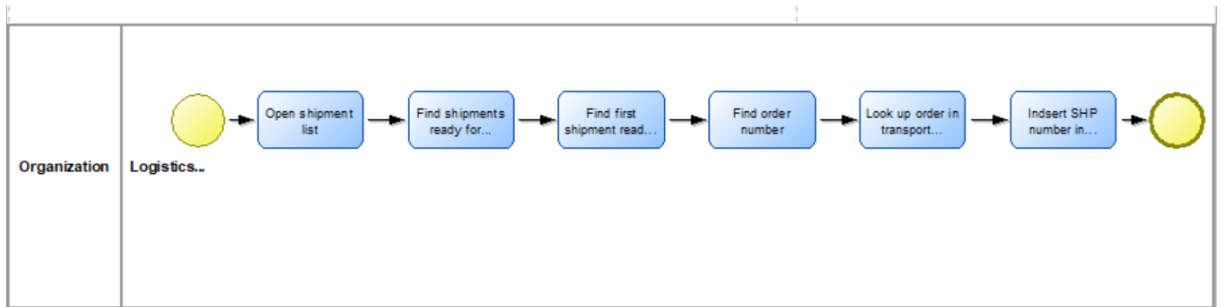 Organization
Logistics...
Open shipment
list
Find shipments
ready for...
Find first
shipment read...
Find order
number
Look up order in
transport...
Indsert SHP
number in...